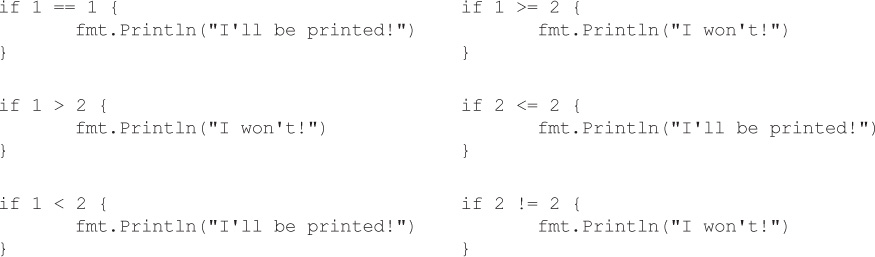 if 1 == 1 {
        fmt.Println("I'll be printed!")
}
if 1 > 2 {
        fmt.Println("I won't!")
}
if 1 < 2 {
        fmt.Println("I'll be printed!")
}
if 1 >= 2 {
        fmt.Println("I won't!")
}
if 2 <= 2 {
        fmt.Println("I'll be printed!")
}
if 2 != 2 {
        fmt.Println("I won't!")
}